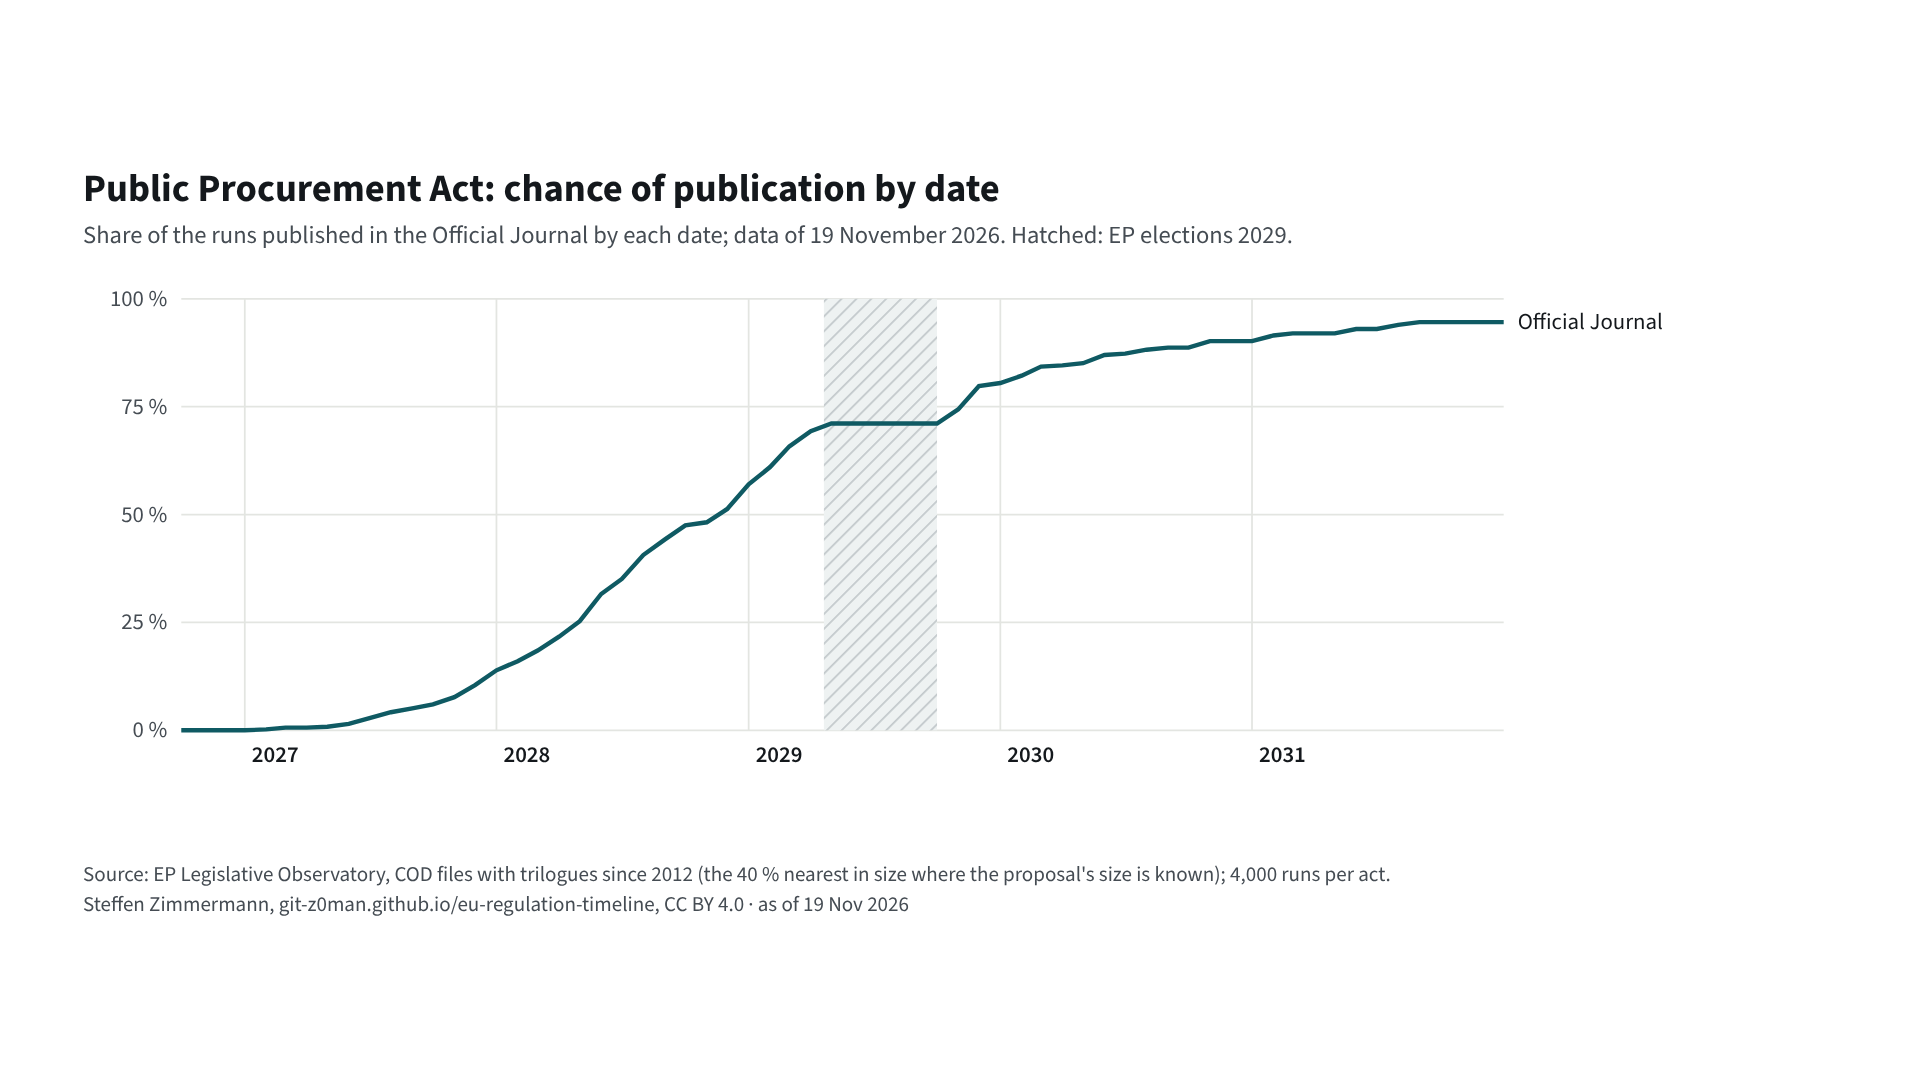 Public Procurement Act: chance of publication by date
Share of the runs published in the Official Journal by each date; data of 19 November 2026. Hatched: EP elections 2029.
100 %
Official Journal
75 %
50 %
25 %
0 %
2027 2028 2029 2030 2031
Source: EP Legislative Observatory, COD files with trilogues since 2012 (the 40 % nearest in size where the proposal's size is known); 4,000 runs per act.
Steffen Zimmermann, git-z0man.github.io/eu-regulation-timeline, CC BY 4.0 · as of 19 Nov 2026